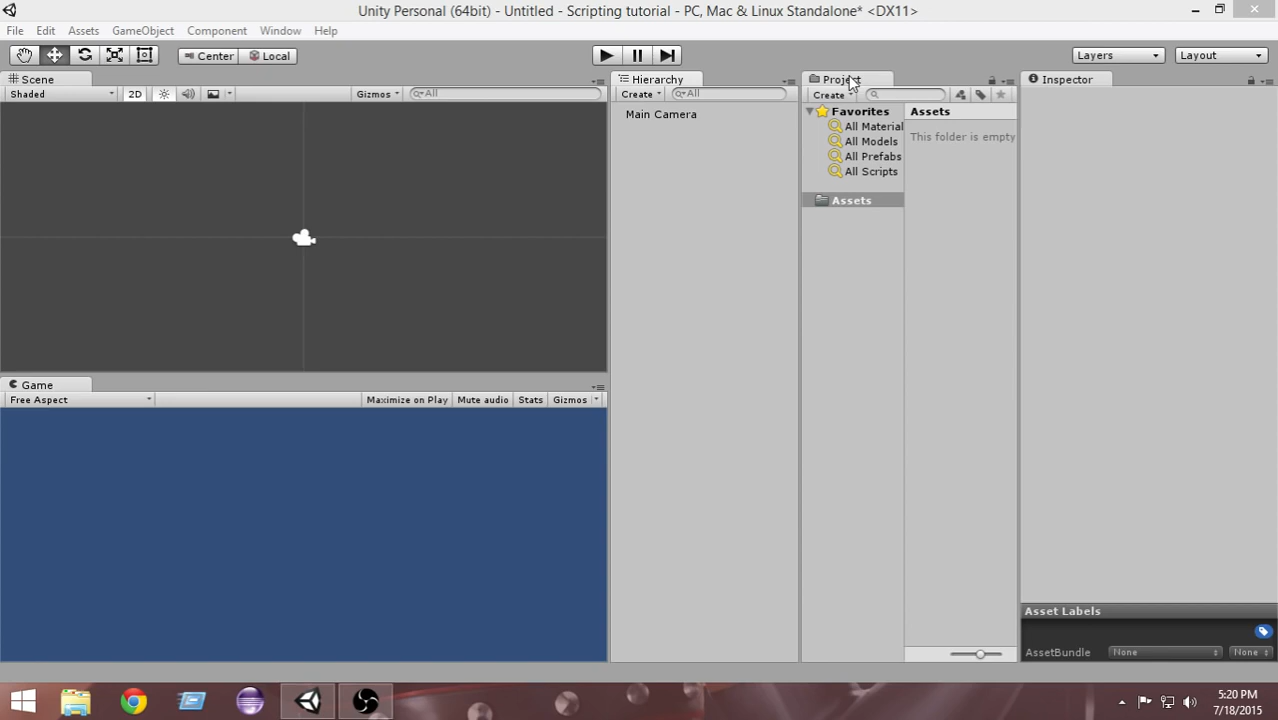 Unity Personal (64bit) - Untitled - Scripting tutorial - PC, Mac & Linux Standalone* <DX11>
File Edit Assets GameObject Component Window Help
Center Local Layers Layout
Scene Hierarchy Project Inspector
Shaded 2D Gizmos All Create All Create
Main Camera
Favorites Assets
All Material This folder is empty
All Models
All Prefabs
All Scripts
Assets
Game
Free Aspect Maximize on Play Mute audio Stats Gizmos
Asset Labels
AssetBundle None None
5:20 PM
7/18/2015